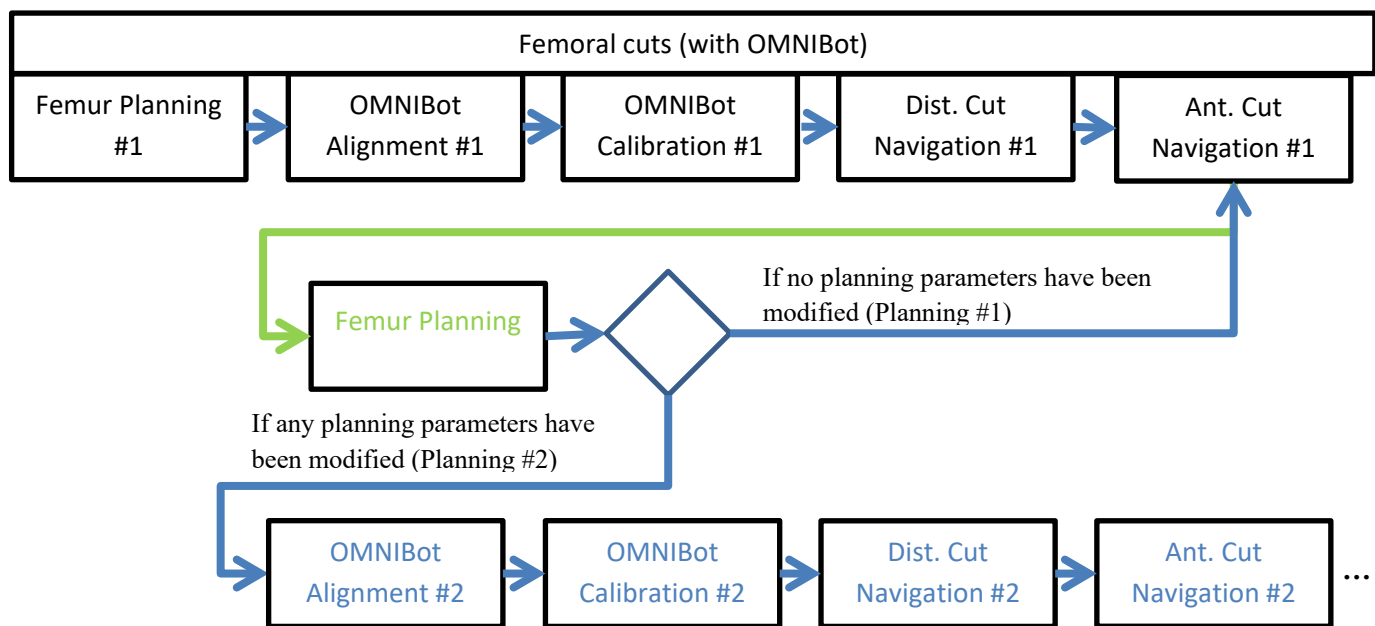 Femoral cuts (with OMNIBot)
Femur Planning
#1
OMNIBot
Alignment #1
OMNIBot
Calibration #1
Dist. Cut
Navigation #1
Ant. Cut
Navigation #1
If no planning parameters have been
modified (Planning #1)
Femur Planning
If any planning parameters have
been modified (Planning #2)
OMNIBot
Alignment #2
OMNIBot
Calibration #2
Dist. Cut
Navigation #2
Ant. Cut
Navigation #2
...